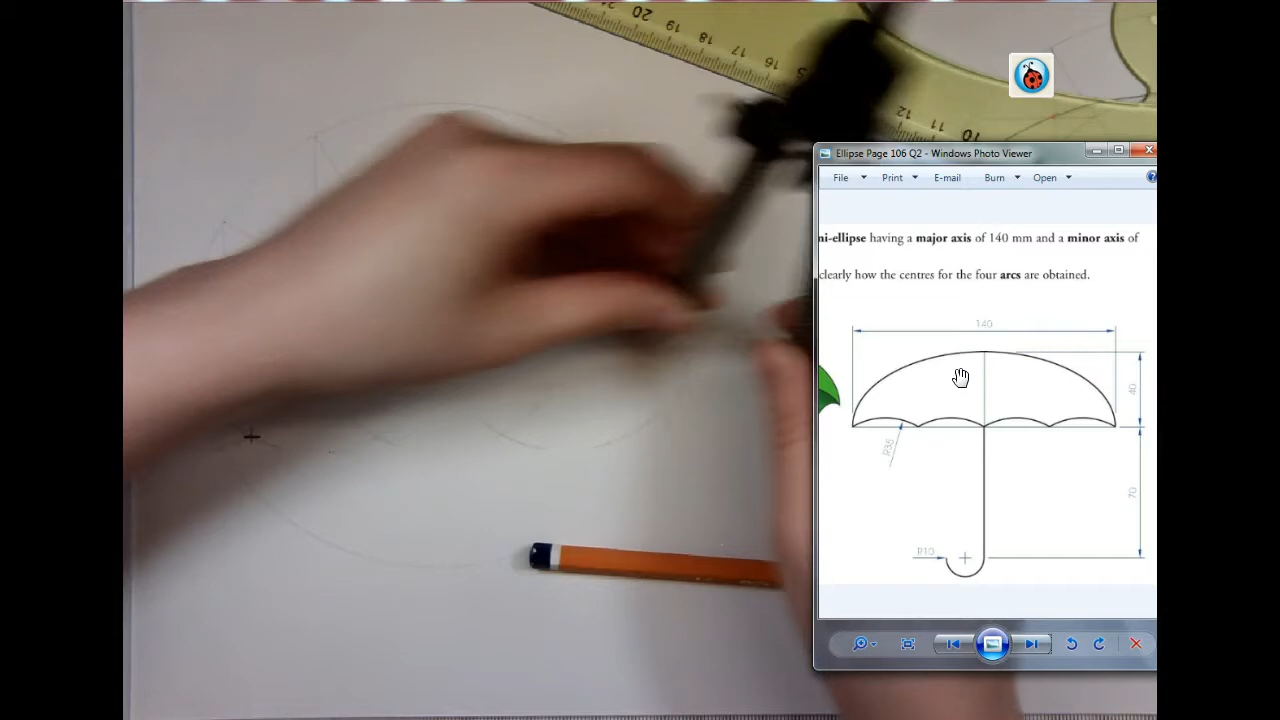 20
19
18
17
16
12
11
10
Ellipse Page 106 Q2 - Windows Photo Viewer
File Print E-mail Burn Open
ni-ellipse having a major axis of 140 mm and a minor axis of
clearly how the centres for the four arcs are obtained.
140
40
R35
70
R10